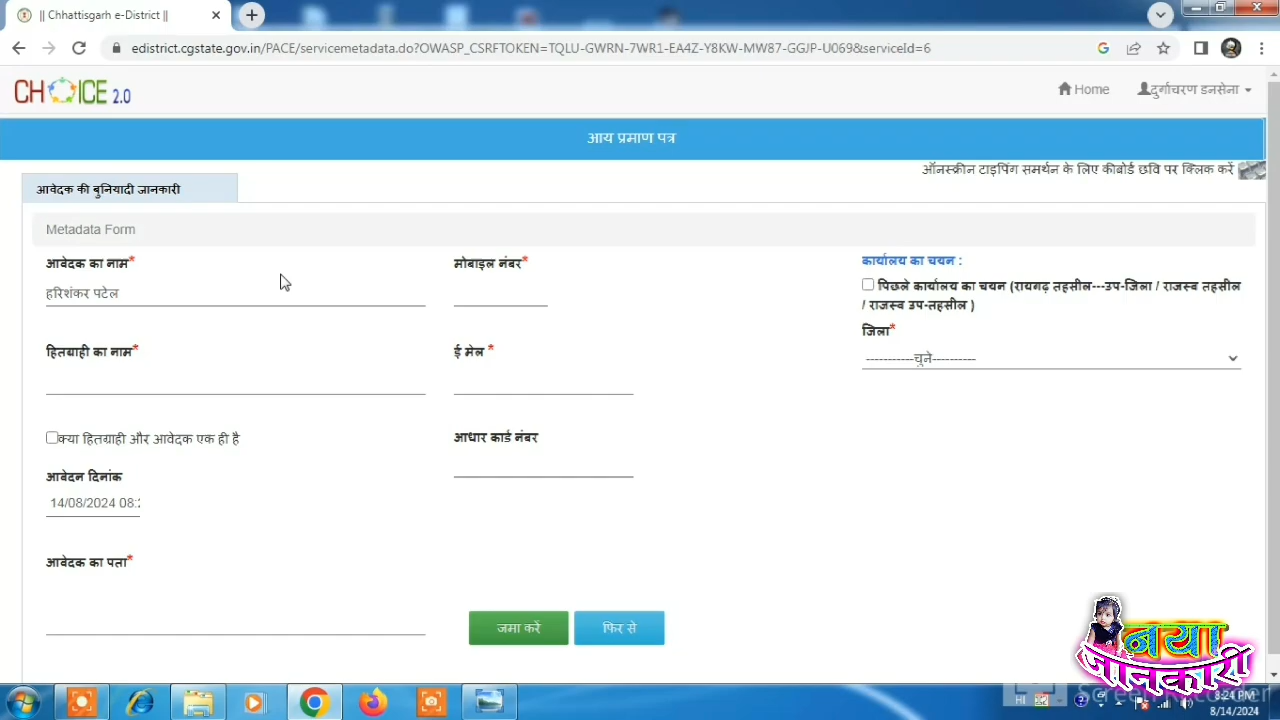 || Chhattisgarh e-District ||
edistrict.cgstate.gov.in/PACE/servicemetadata.do?OWASP_CSRFTOKEN=TQLU-GWRN-7WR1-EA4Z-Y8KW-MW87-GGJP-U069&serviceId=6
CHOICE 2.0
Home
दुर्गाचरण डनसेना
आय प्रमाण पत्र
ऑनस्क्रीन टाइपिंग समर्थन के लिए कीबोर्ड छवि पर क्लिक करें
आवेदक की बुनियादी जानकारी
Metadata Form
आवेदक का नाम*
हरिशंकर पटेल
मोबाइल नंबर*
कार्यालय का चयन :
पिछले कार्यालय का चयन (रायगढ़ तहसील---उप-जिला / राजस्व तहसील
/ राजस्व उप-तहसील )
जिला*
-----------चुने----------
हितग्राही का नाम*
ई मेल *
क्या हितग्राही और आवेदक एक ही है
आधार कार्ड नंबर
आवेदन दिनांक
14/08/2024 08:2
आवेदक का पता*
जमा करें
फिर से
नया
जानकारी
HI
8:24 PM
8/14/2024